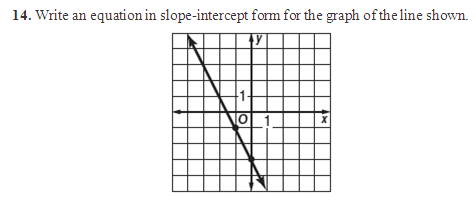 14. Write an equation in slope-intercept form for the graph of the line shown.
y
1
O 1 x